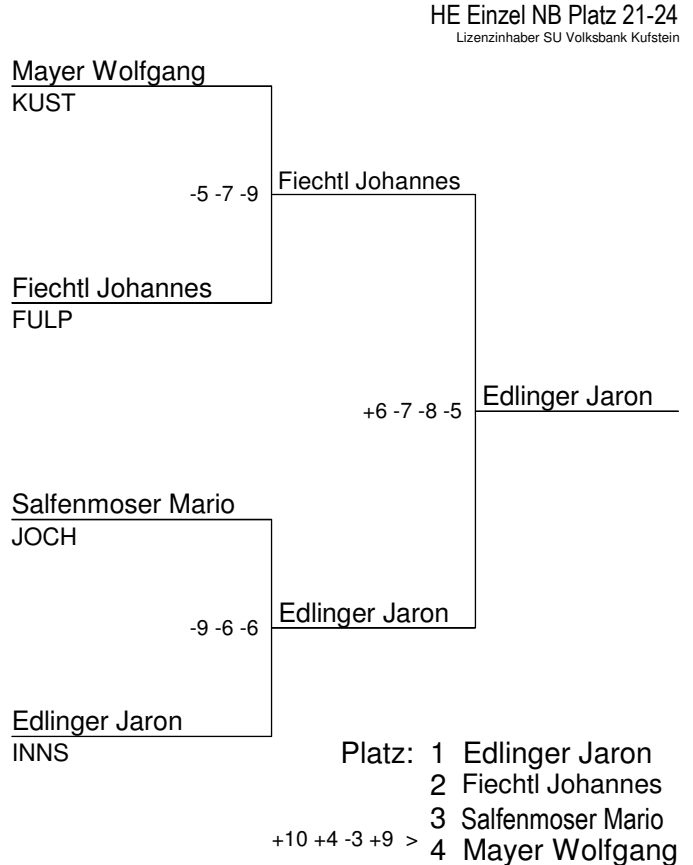 HE Einzel NB Platz 21-24
Lizenzinhaber SU Volksbank Kufstein
Mayer Wolfgang
KUST
-5 -7 -9
Fiechtl Johannes
Fiechtl Johannes
FULP
+6 -7 -8 -5
Edlinger Jaron
Salfenmoser Mario
JOCH
-9 -6 -6
Edlinger Jaron
Edlinger Jaron
INNS
Platz: 1 Edlinger Jaron
2 Fiechtl Johannes
3 Salfenmoser Mario
+10 +4 -3 +9 > 4 Mayer Wolfgang